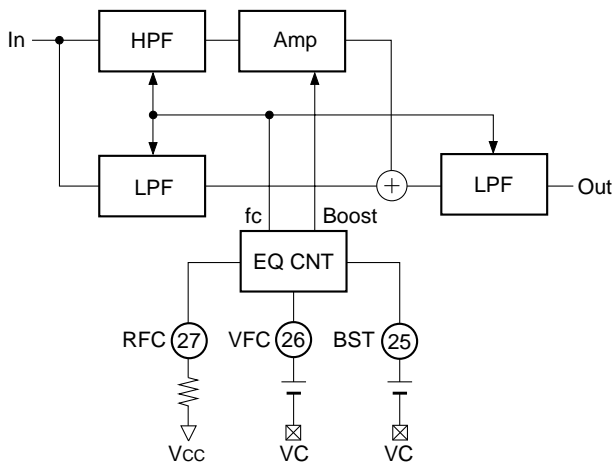 In
HPF
Amp
LPF
+
LPF
Out
fc
Boost
EQ CNT
RFC 27
VFC 26
BST 25
VCC
VC
VC